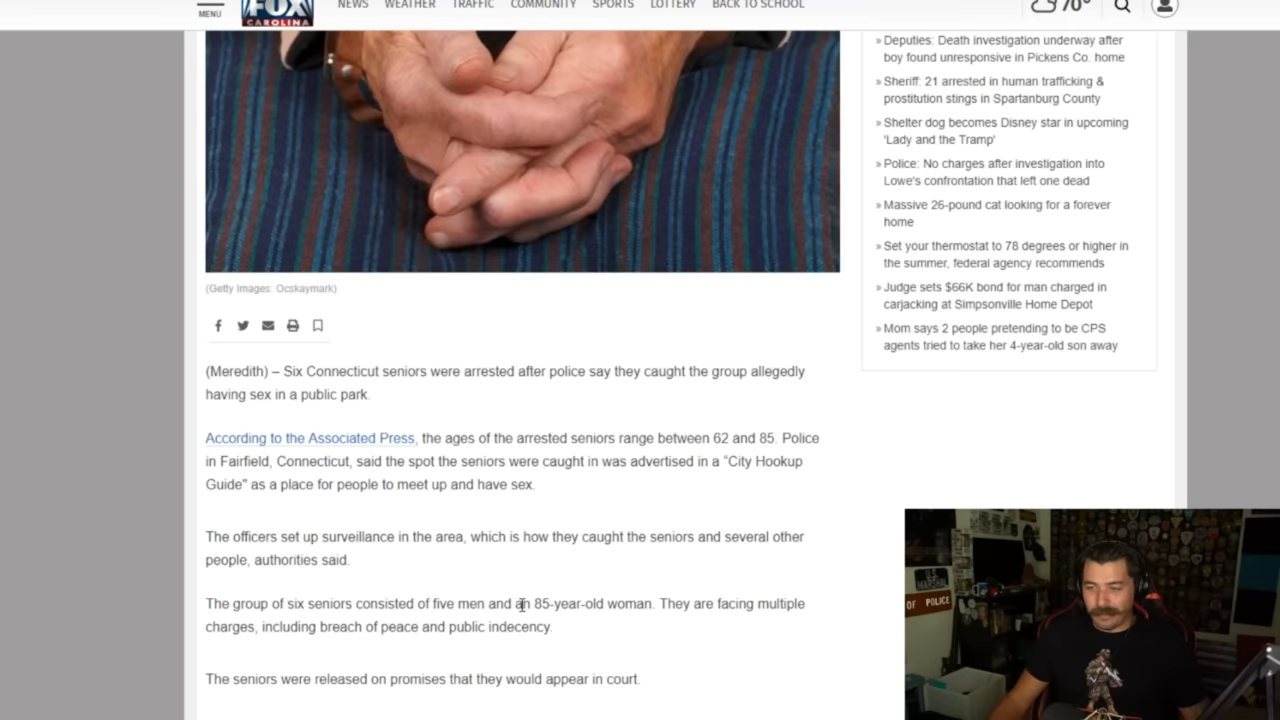 MENU
FOX
CAROLINA
NEWS
WEATHER
TRAFFIC
COMMUNITY
SPORTS
LOTTERY
BACK TO SCHOOL
70°
» Deputies: Death investigation underway after
boy found unresponsive in Pickens Co. home
» Sheriff: 21 arrested in human trafficking &
prostitution stings in Spartanburg County
» Shelter dog becomes Disney star in upcoming
'Lady and the Tramp'
» Police: No charges after investigation into
Lowe's confrontation that left one dead
» Massive 26-pound cat looking for a forever
home
» Set your thermostat to 78 degrees or higher in
the summer, federal agency recommends
» Judge sets $66K bond for man charged in
carjacking at Simpsonville Home Depot
» Mom says 2 people pretending to be CPS
agents tried to take her 4-year-old son away
(Getty Images: Ocskaymark)
(Meredith) – Six Connecticut seniors were arrested after police say they caught the group allegedly
having sex in a public park.
According to the Associated Press, the ages of the arrested seniors range between 62 and 85. Police
in Fairfield, Connecticut, said the spot the seniors were caught in was advertised in a “City Hookup
Guide" as a place for people to meet up and have sex.
The officers set up surveillance in the area, which is how they caught the seniors and several other
people, authorities said.
The group of six seniors consisted of five men and an 85-year-old woman. They are facing multiple
charges, including breach of peace and public indecency.
The seniors were released on promises that they would appear in court.
OF POLICE